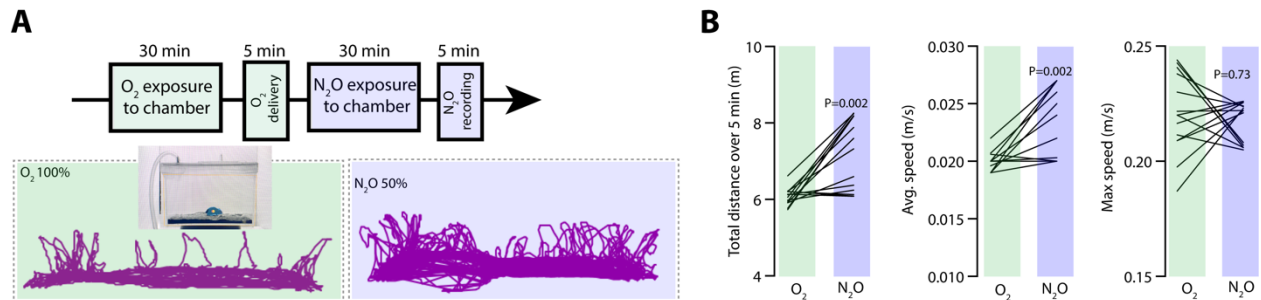 A
30 min
5 min
30 min
5 min
O₂ exposure
to chamber
O₂
delivery
N₂O exposure
to chamber
N₂O
recording
O₂ 100%
N₂O 50%
B
Total distance over 5 min (m)
10
8
6
4
P=0.002
O₂
N₂O
Avg. speed (m/s)
0.030
0.025
0.020
0.015
0.010
P=0.002
O₂
N₂O
Max speed (m/s)
0.25
0.20
0.15
P=0.73
O₂
N₂O